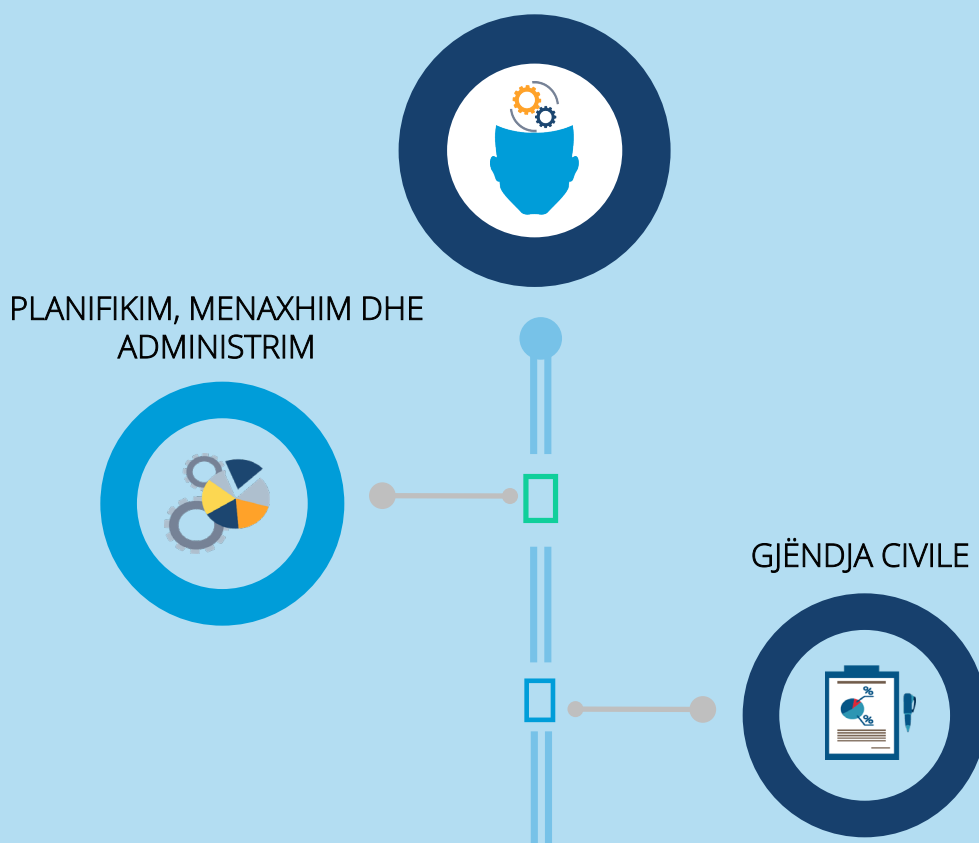 PLANIFIKIM, MENAXHIM DHE
ADMINISTRIM
GJËNDJA CIVILE
%
%